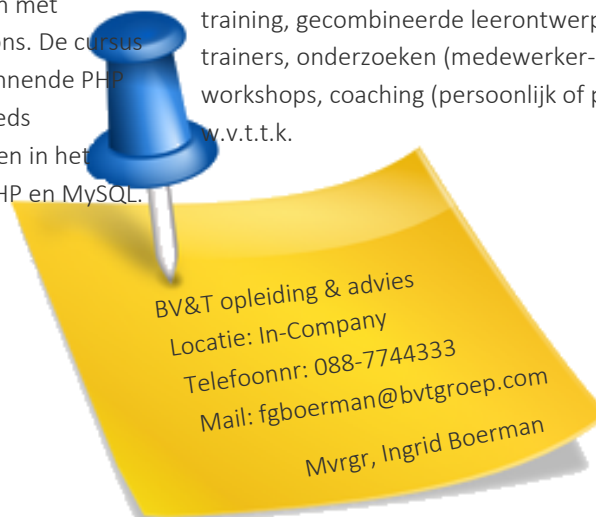 met
ons. De cursus
nnende PHP
eds
en in het
HP en MySQL.
training, gecombineerde leerontwerp
trainers, onderzoeken (medewerker-
workshops, coaching (persoonlijk of p
w.v.t.t.k.
BV&T opleiding & advies
Locatie: In-Company
Telefoonnr: 088-7744333
Mail: fgboerman@bvtgroep.com
Mvrgr, Ingrid Boerman